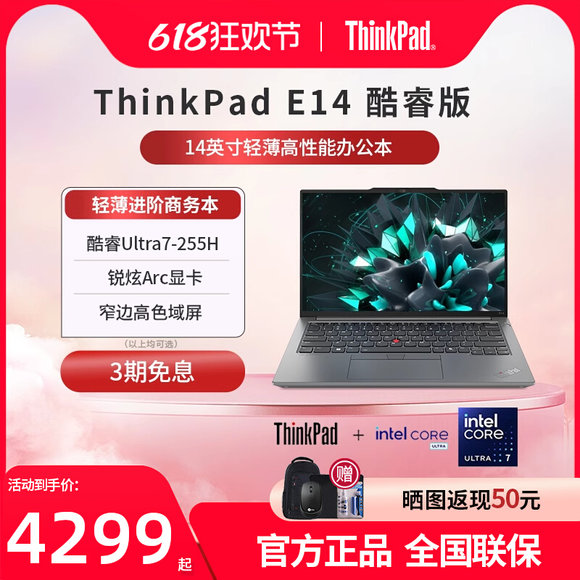 618狂欢节 | ThinkPad
ThinkPad E14 酷睿版
14英寸轻薄高性能办公本
轻薄进阶商务本
酷睿Ultra7-255H
锐炫Arc显卡
窄边高色域屏
(以上均可选)
3期免息
ThinkPad + intel core ULTRA
intel CORE ULTRA 7
赠
晒图返现50元
活动到手价:
4299起
官方正品 全国联保